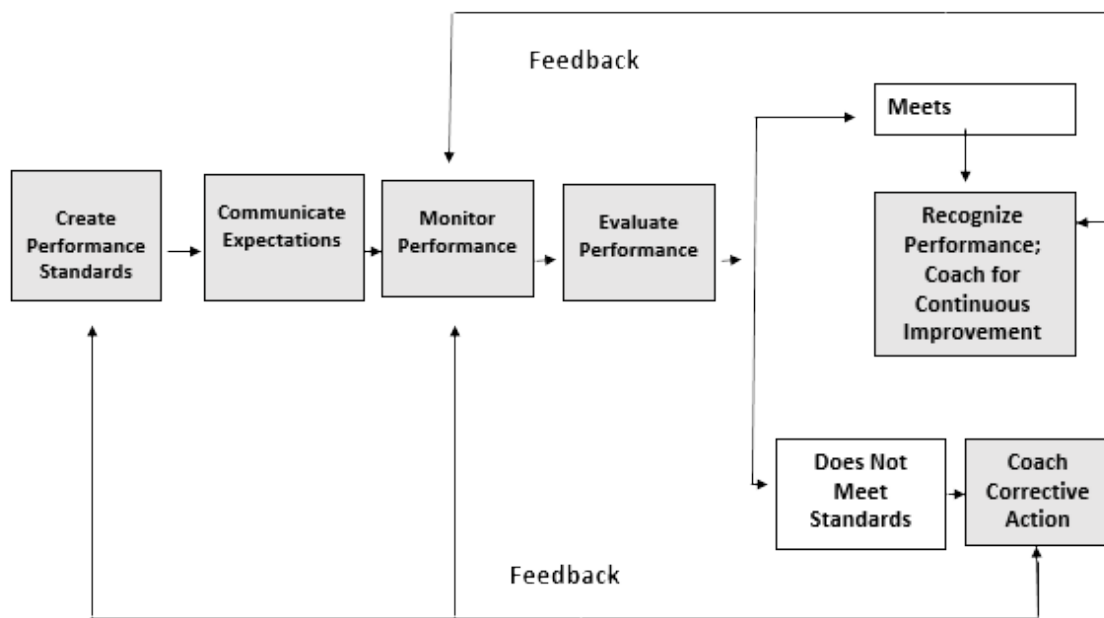 Feedback
Meets
Create
Performance
Standards
Communicate
Expectations
Monitor
Performance
Evaluate
Performance
Recognize
Performance;
Coach for
Continuous
Improvement
Does Not
Meet
Standards
Coach
Corrective
Action
Feedback